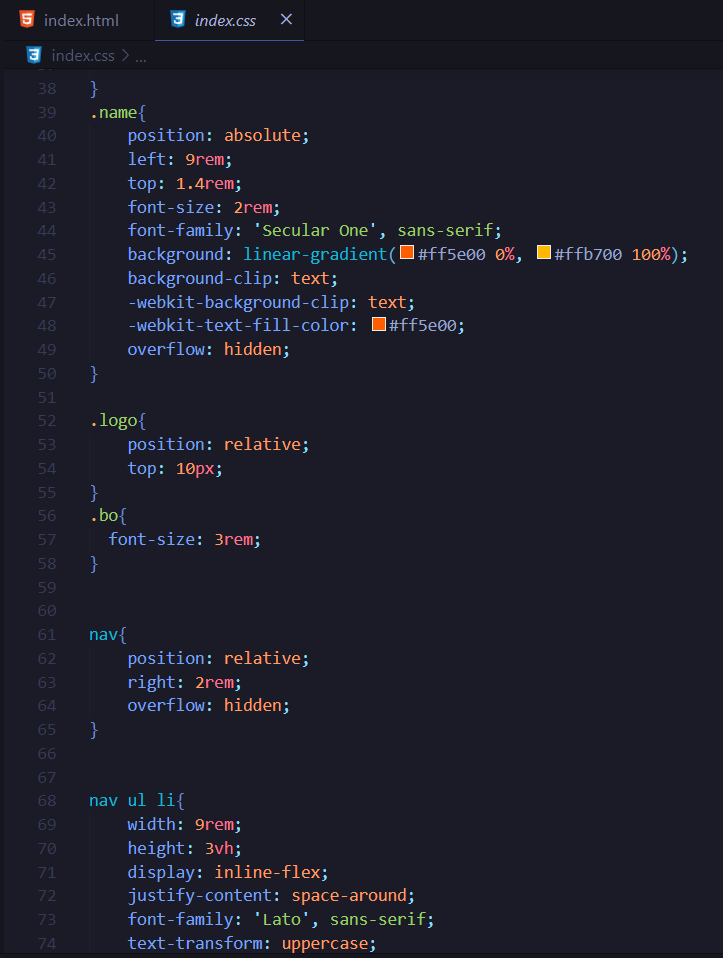 index.html
index.css
index.css > ...
38 }
39 .name{
40 position: absolute;
41 left: 9rem;
42 top: 1.4rem;
43 font-size: 2rem;
44 font-family: 'Secular One', sans-serif;
45 background: linear-gradient(#ff5e00 0%, #ffb700 100%);
46 background-clip: text;
47 -webkit-background-clip: text;
48 -webkit-text-fill-color: #ff5e00;
49 overflow: hidden;
50 }
51
52 .logo{
53 position: relative;
54 top: 10px;
55 }
56 .bo{
57 font-size: 3rem;
58 }
59
60
61 nav{
62 position: relative;
63 right: 2rem;
64 overflow: hidden;
65 }
66
67
68 nav ul li{
69 width: 9rem;
70 height: 3vh;
71 display: inline-flex;
72 justify-content: space-around;
73 font-family: 'Lato', sans-serif;
74 text-transform: uppercase;